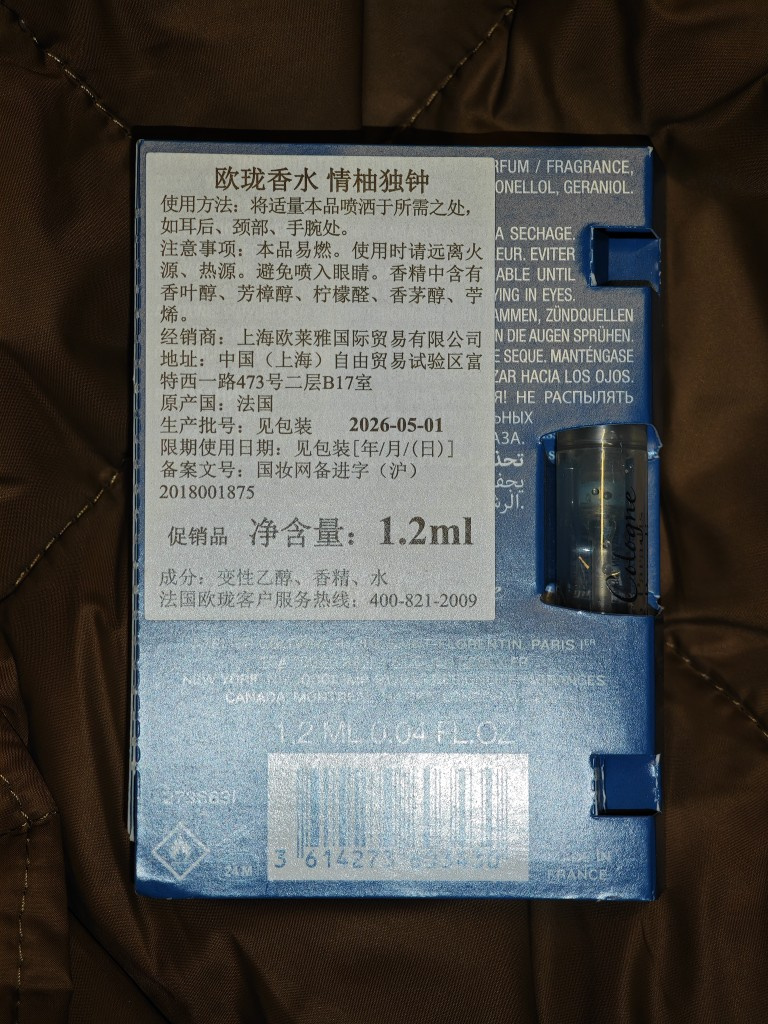 欧珑香水 情柚独钟
使用方法：将适量本品喷洒于所需之处，
如耳后、颈部、手腕处。
注意事项：本品易燃。使用时请远离火
源、热源。避免喷入眼睛。香精中含有
香叶醇、芳樟醇、柠檬醛、香茅醇、苧
烯。
经销商：上海欧莱雅国际贸易有限公司
地址：中国（上海）自由贸易试验区富
特西一路473号二层B17室
原产国：法国
生产批号：见包装 2026-05-01
限期使用日期：见包装[年/月/(日)]
备案文号：国妆网备进字（沪）
2018001875
促销品 净含量：1.2ml
成分：变性乙醇、香精、水
法国欧珑客户服务热线：400-821-2009
/ FRAGRANCE,
GERANIOL.
SECHAGE.
EVITER
UNTIL
IN EYES.
ZÜNDQUELLEN
DIE AUGEN SPRÜHEN.
SEQUE. MANTÉNGASE
HACIA LOS OJOS.
НЕ РАСПЫЛЯТЬ
Cologne
PARIS IER
NEW YORK
CANADA
1.2 ML 0.04 FL.OZ
3 614273
24M
IN
FRANCE